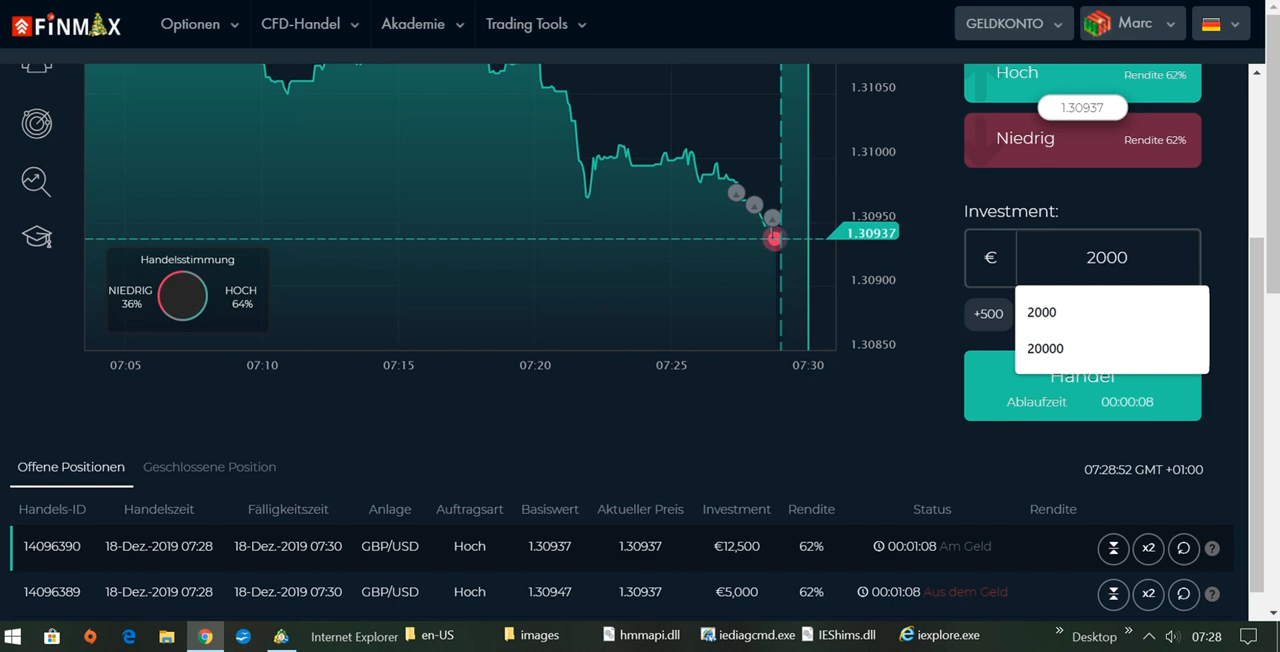 FiNMAX Optionen CFD-Handel Akademie Trading Tools GELDKONTO Marc
Hoch Rendite 62%
1.30937
Niedrig Rendite 62%
1.31050
1.31000
1.30950
1.30937
1.30900
1.30850
Handelsstimmung
NIEDRIG 36%
HOCH 64%
07:05 07:10 07:15 07:20 07:25 07:30
Investment:
€ 2000
+500
2000
20000
Handel
Ablaufzeit 00:00:08
Offene Positionen Geschlossene Position 07:28:52 GMT +01:00
Handels-ID Handelszeit Fälligkeitszeit Anlage Auftragsart Basiswert Aktueller Preis Investment Rendite Status Rendite
14096390 18-Dez.-2019 07:28 18-Dez.-2019 07:30 GBP/USD Hoch 1.30937 1.30937 €12,500 62% 00:01:08 Am Geld x2 ?
14096389 18-Dez.-2019 07:28 18-Dez.-2019 07:30 GBP/USD Hoch 1.30947 1.30937 €5,000 62% 00:01:08 Aus dem Geld x2 ?
Internet Explorer en-US images hmmapi.dll iediagcmd.exe IEShims.dll iexplore.exe » Desktop » 07:28